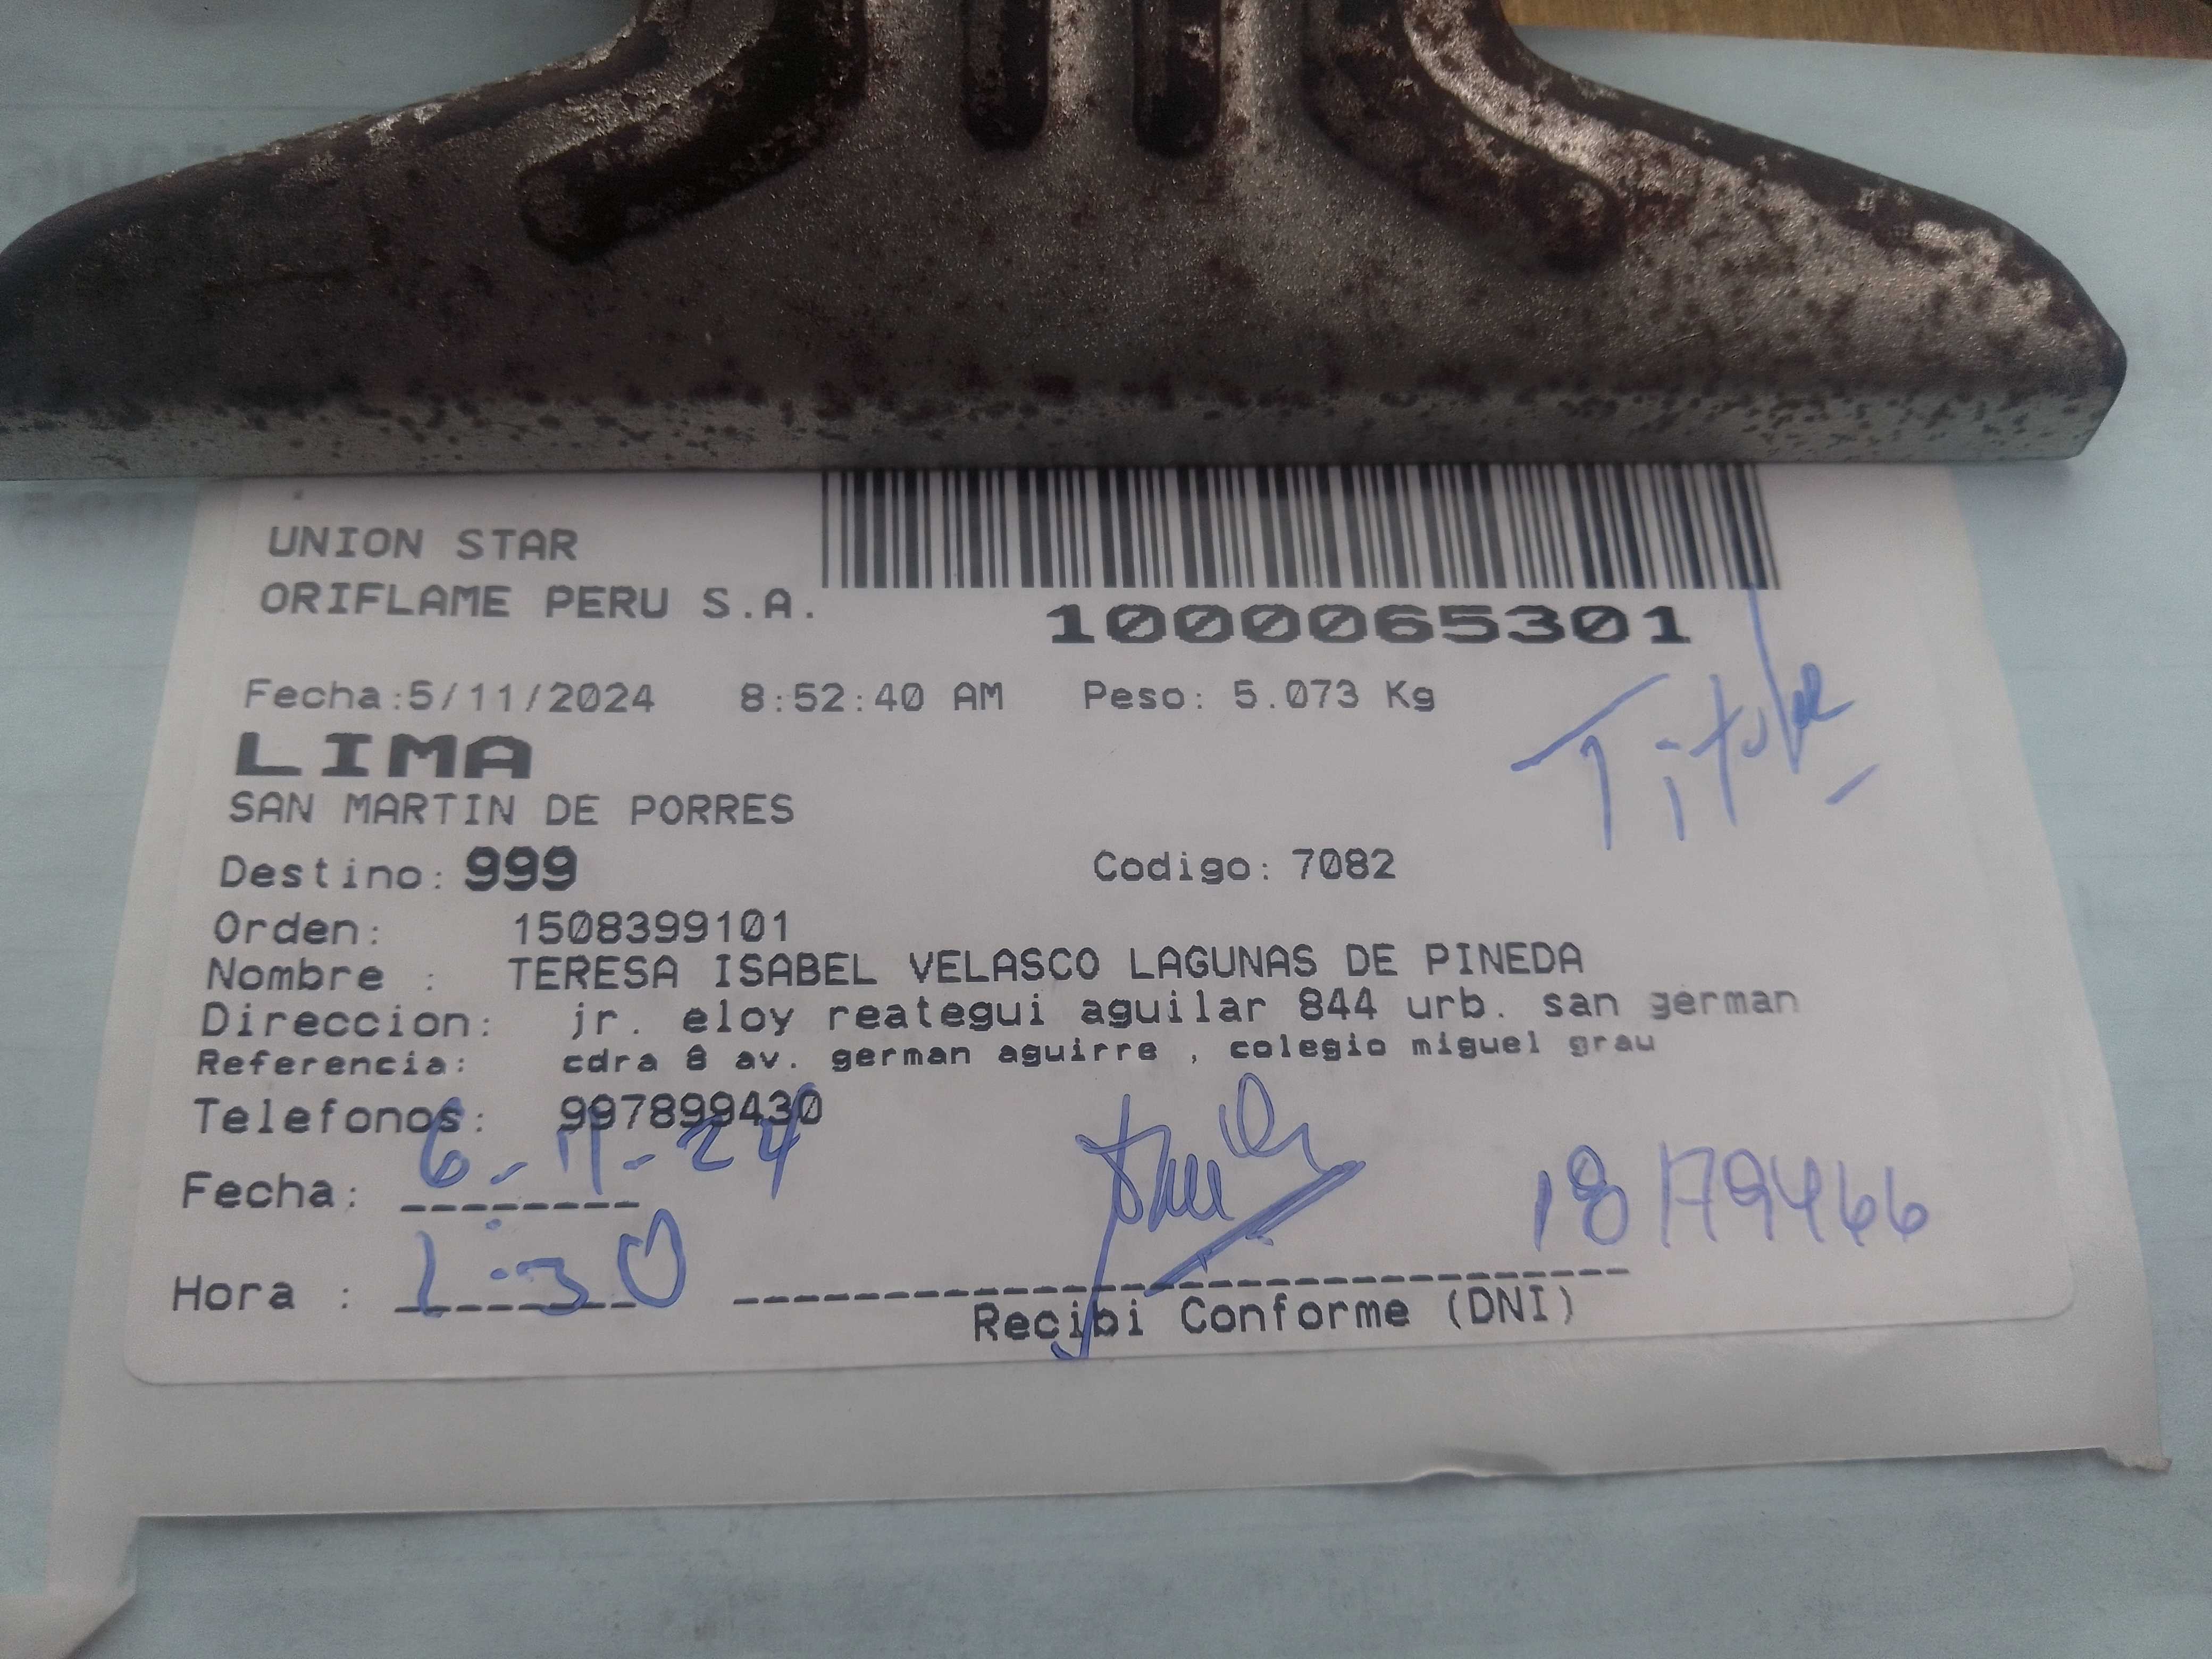 UNION STAR
ORIFLAME PERU S.A.
1000065301
Fecha:5/11/2024 8:52:40 AM Peso: 5.073 Kg
Titular
LIMA
SAN MARTIN DE PORRES
Destino: 999 Codigo: 7082
Orden: 1508399101
Nombre : TERESA ISABEL VELASCO LAGUNAS DE PINEDA
Direccion: jr. eloy reategui aguilar 844 urb. san german
Referencia: cdra 8 av. german aguirre , colegio miguel grau
Telefonos: 997899430
Fecha: 6-11-24
18179466
Hora : 1:30
Recibi Conforme (DNI)